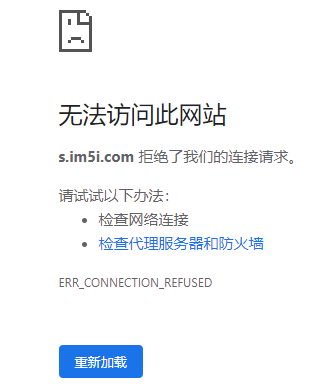 无法访问此网站
s.im5i.com 拒绝了我们的连接请求。
请试试以下办法：
• 检查网络连接
• 检查代理服务器和防火墙
ERR_CONNECTION_REFUSED
重新加载